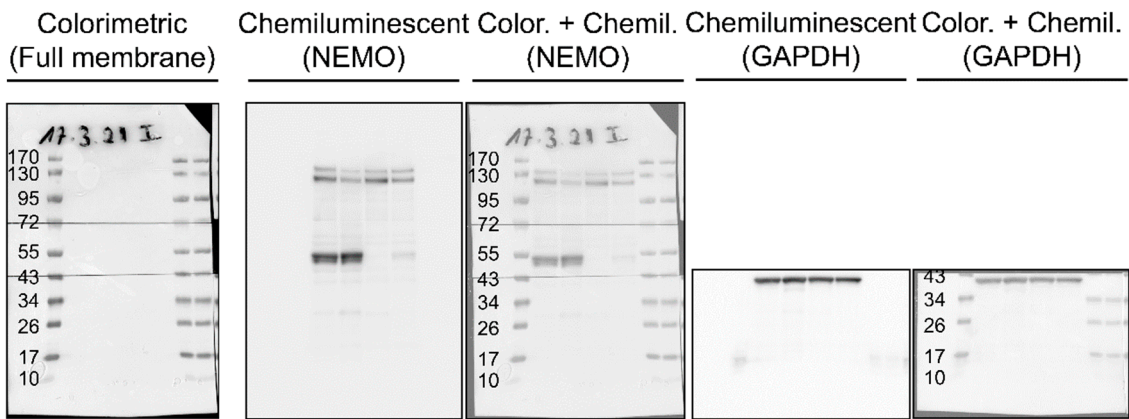 Colorimetric
(Full membrane)
Chemiluminescent
(NEMO)
Color. + Chemil.
(NEMO)
Chemiluminescent
(GAPDH)
Color. + Chemil.
(GAPDH)
17.3.21 I
170
130
95
72
55
43
34
26
17
10
17.3.21 I
170
130
95
72
55
43
34
26
17
10
43
34
26
17
10